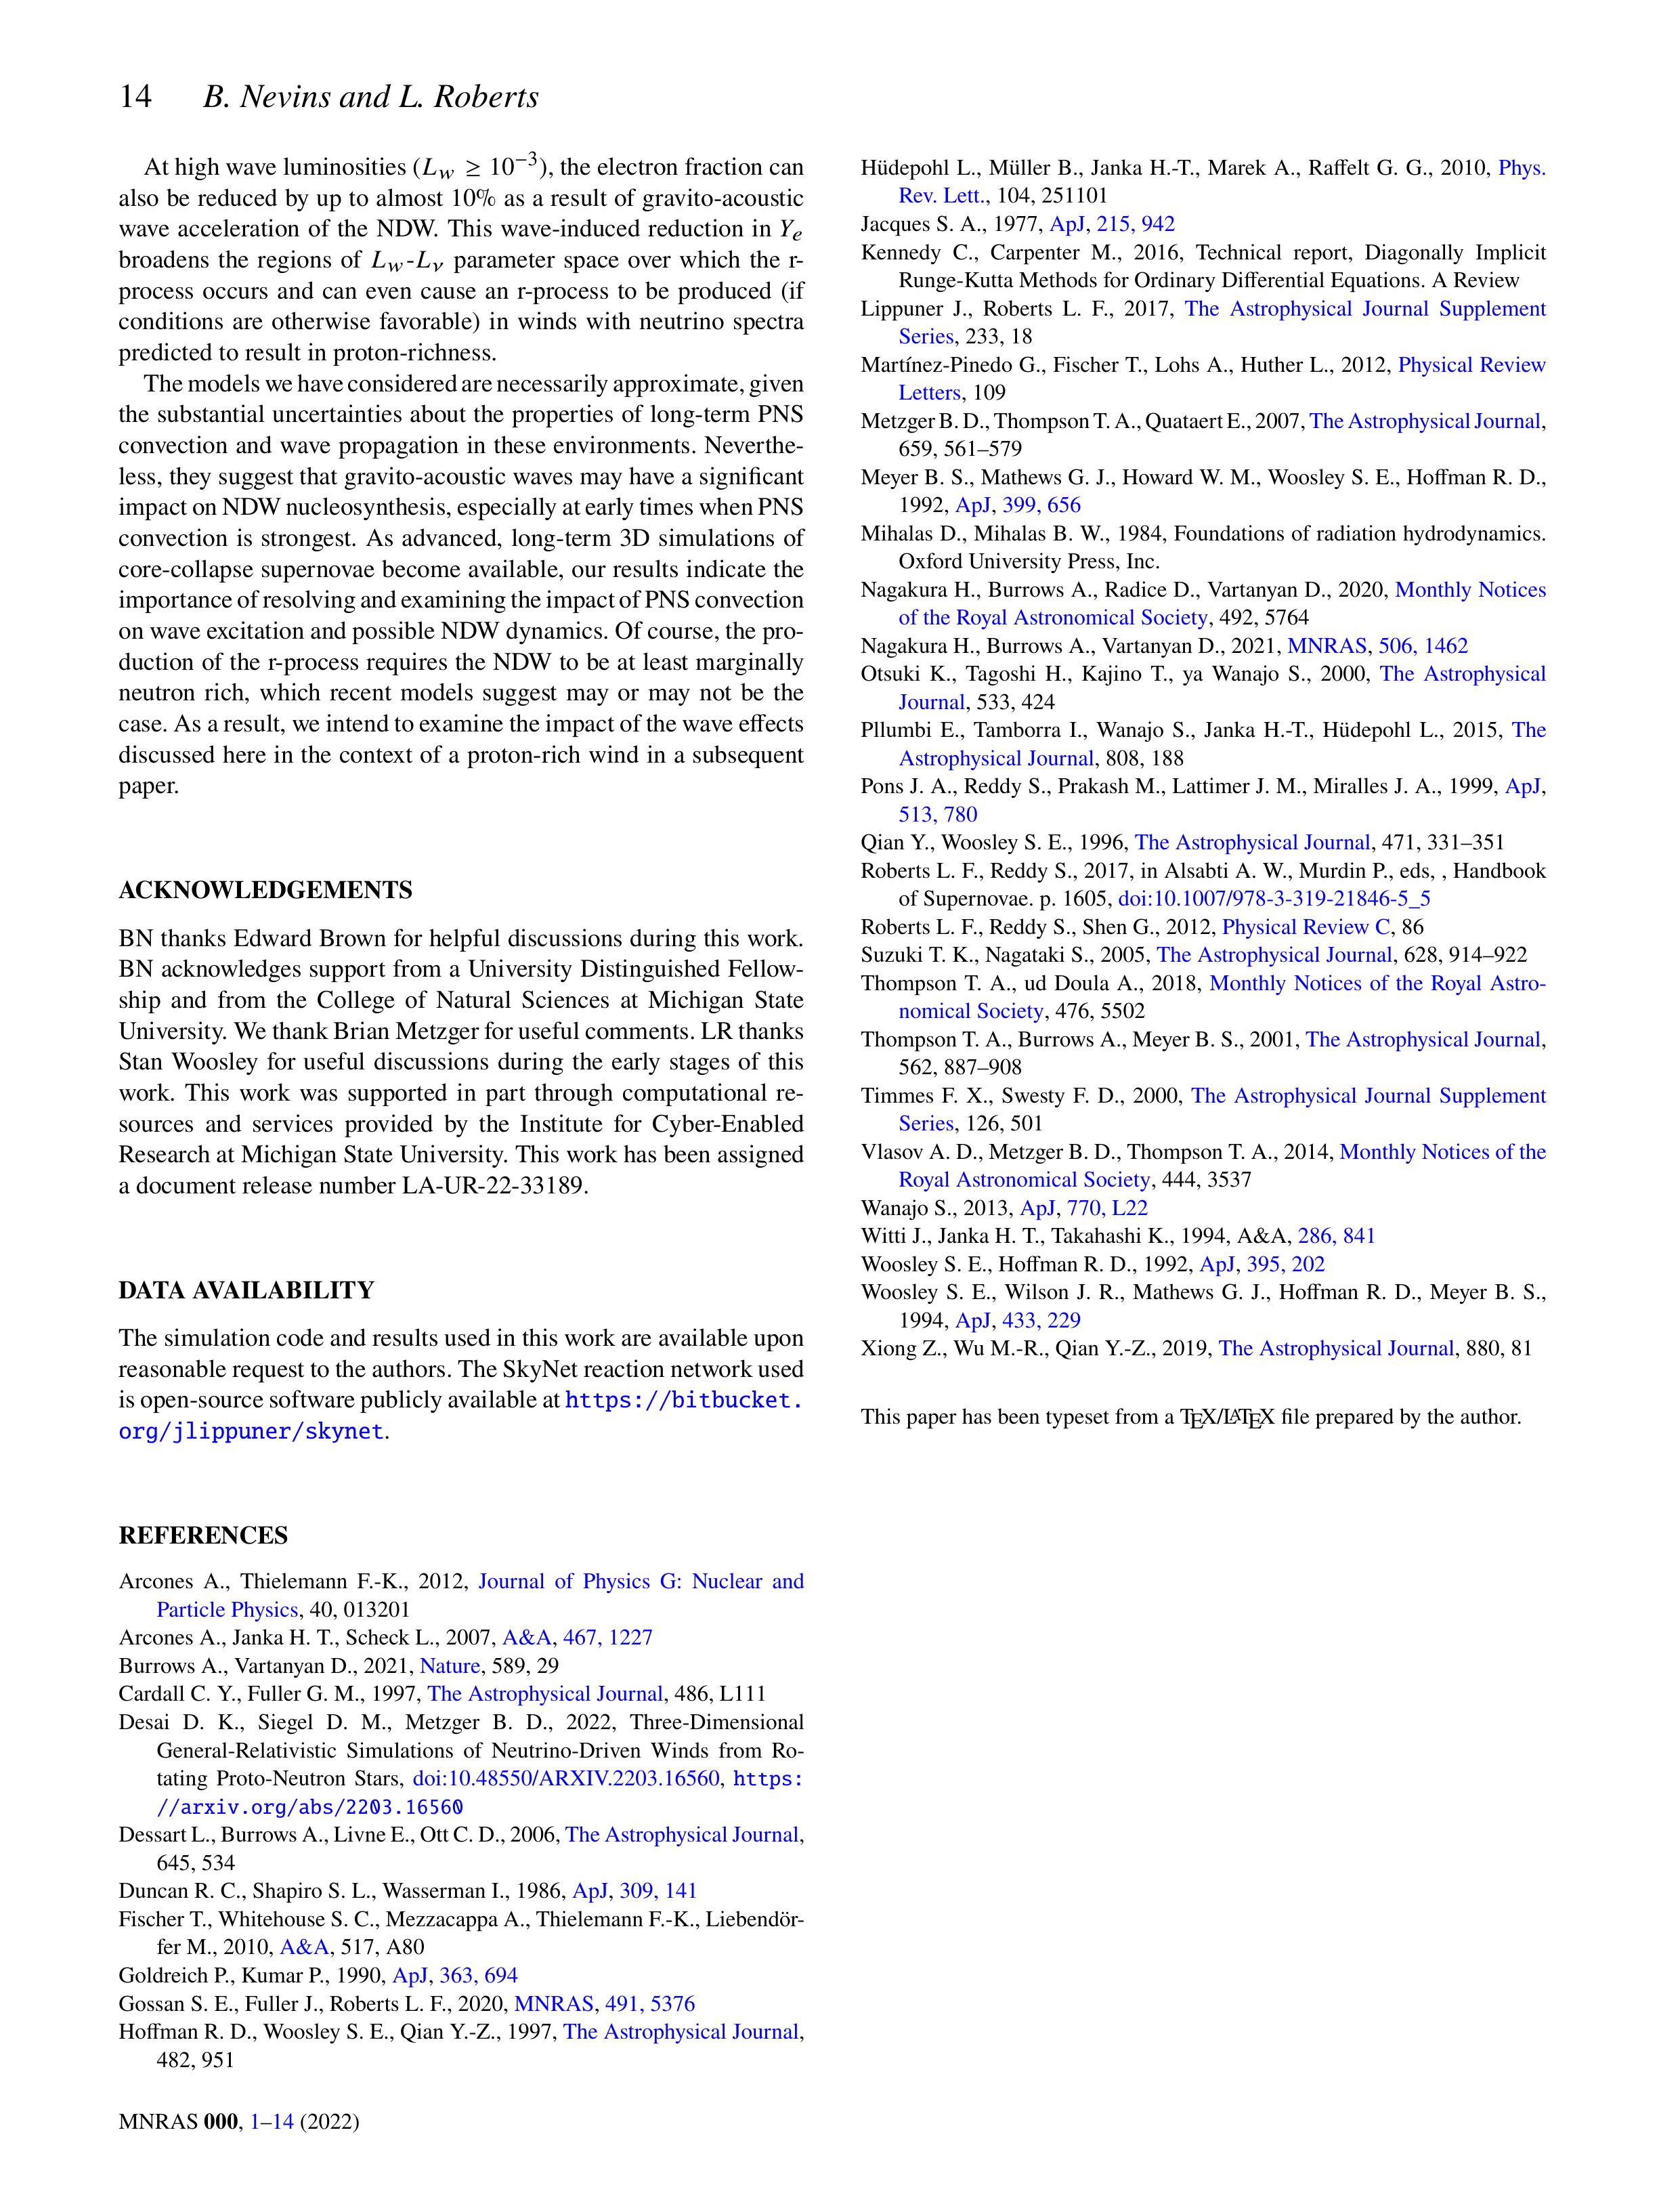 14 B. Nevins and L. Roberts
At high wave luminosities (L_w ≥ 10^−3), the electron fraction can
also be reduced by up to almost 10% as a result of gravito-acoustic
wave acceleration of the NDW. This wave-induced reduction in Y_e
broadens the regions of L_w-L_ν parameter space over which the r-
process occurs and can even cause an r-process to be produced (if
conditions are otherwise favorable) in winds with neutrino spectra
predicted to result in proton-richness.
The models we have considered are necessarily approximate, given
the substantial uncertainties about the properties of long-term PNS
convection and wave propagation in these environments. Neverthe-
less, they suggest that gravito-acoustic waves may have a significant
impact on NDW nucleosynthesis, especially at early times when PNS
convection is strongest. As advanced, long-term 3D simulations of
core-collapse supernovae become available, our results indicate the
importance of resolving and examining the impact of PNS convection
on wave excitation and possible NDW dynamics. Of course, the pro-
duction of the r-process requires the NDW to be at least marginally
neutron rich, which recent models suggest may or may not be the
case. As a result, we intend to examine the impact of the wave effects
discussed here in the context of a proton-rich wind in a subsequent
paper.
ACKNOWLEDGEMENTS
BN thanks Edward Brown for helpful discussions during this work.
BN acknowledges support from a University Distinguished Fellow-
ship and from the College of Natural Sciences at Michigan State
University. We thank Brian Metzger for useful comments. LR thanks
Stan Woosley for useful discussions during the early stages of this
work. This work was supported in part through computational re-
sources and services provided by the Institute for Cyber-Enabled
Research at Michigan State University. This work has been assigned
a document release number LA-UR-22-33189.
DATA AVAILABILITY
The simulation code and results used in this work are available upon
reasonable request to the authors. The SkyNet reaction network used
is open-source software publicly available at https://bitbucket.
org/jlippuner/skynet.
REFERENCES
Arcones A., Thielemann F.-K., 2012, Journal of Physics G: Nuclear and
Particle Physics, 40, 013201
Arcones A., Janka H. T., Scheck L., 2007, A&A, 467, 1227
Burrows A., Vartanyan D., 2021, Nature, 589, 29
Cardall C. Y., Fuller G. M., 1997, The Astrophysical Journal, 486, L111
Desai D. K., Siegel D. M., Metzger B. D., 2022, Three-Dimensional
General-Relativistic Simulations of Neutrino-Driven Winds from Ro-
tating Proto-Neutron Stars, doi:10.48550/ARXIV.2203.16560, https:
//arxiv.org/abs/2203.16560
Dessart L., Burrows A., Livne E., Ott C. D., 2006, The Astrophysical Journal,
645, 534
Duncan R. C., Shapiro S. L., Wasserman I., 1986, ApJ, 309, 141
Fischer T., Whitehouse S. C., Mezzacappa A., Thielemann F.-K., Liebendör-
fer M., 2010, A&A, 517, A80
Goldreich P., Kumar P., 1990, ApJ, 363, 694
Gossan S. E., Fuller J., Roberts L. F., 2020, MNRAS, 491, 5376
Hoffman R. D., Woosley S. E., Qian Y.-Z., 1997, The Astrophysical Journal,
482, 951
Hüdepohl L., Müller B., Janka H.-T., Marek A., Raffelt G. G., 2010, Phys.
Rev. Lett., 104, 251101
Jacques S. A., 1977, ApJ, 215, 942
Kennedy C., Carpenter M., 2016, Technical report, Diagonally Implicit
Runge-Kutta Methods for Ordinary Differential Equations. A Review
Lippuner J., Roberts L. F., 2017, The Astrophysical Journal Supplement
Series, 233, 18
Martínez-Pinedo G., Fischer T., Lohs A., Huther L., 2012, Physical Review
Letters, 109
Metzger B. D., Thompson T. A., Quataert E., 2007, The Astrophysical Journal,
659, 561–579
Meyer B. S., Mathews G. J., Howard W. M., Woosley S. E., Hoffman R. D.,
1992, ApJ, 399, 656
Mihalas D., Mihalas B. W., 1984, Foundations of radiation hydrodynamics.
Oxford University Press, Inc.
Nagakura H., Burrows A., Radice D., Vartanyan D., 2020, Monthly Notices
of the Royal Astronomical Society, 492, 5764
Nagakura H., Burrows A., Vartanyan D., 2021, MNRAS, 506, 1462
Otsuki K., Tagoshi H., Kajino T., ya Wanajo S., 2000, The Astrophysical
Journal, 533, 424
Pllumbi E., Tamborra I., Wanajo S., Janka H.-T., Hüdepohl L., 2015, The
Astrophysical Journal, 808, 188
Pons J. A., Reddy S., Prakash M., Lattimer J. M., Miralles J. A., 1999, ApJ,
513, 780
Qian Y., Woosley S. E., 1996, The Astrophysical Journal, 471, 331–351
Roberts L. F., Reddy S., 2017, in Alsabti A. W., Murdin P., eds, , Handbook
of Supernovae. p. 1605, doi:10.1007/978-3-319-21846-5_5
Roberts L. F., Reddy S., Shen G., 2012, Physical Review C, 86
Suzuki T. K., Nagataki S., 2005, The Astrophysical Journal, 628, 914–922
Thompson T. A., ud Doula A., 2018, Monthly Notices of the Royal Astro-
nomical Society, 476, 5502
Thompson T. A., Burrows A., Meyer B. S., 2001, The Astrophysical Journal,
562, 887–908
Timmes F. X., Swesty F. D., 2000, The Astrophysical Journal Supplement
Series, 126, 501
Vlasov A. D., Metzger B. D., Thompson T. A., 2014, Monthly Notices of the
Royal Astronomical Society, 444, 3537
Wanajo S., 2013, ApJ, 770, L22
Witti J., Janka H. T., Takahashi K., 1994, A&A, 286, 841
Woosley S. E., Hoffman R. D., 1992, ApJ, 395, 202
Woosley S. E., Wilson J. R., Mathews G. J., Hoffman R. D., Meyer B. S.,
1994, ApJ, 433, 229
Xiong Z., Wu M.-R., Qian Y.-Z., 2019, The Astrophysical Journal, 880, 81
This paper has been typeset from a TEX/LATEX file prepared by the author.
MNRAS 000, 1–14 (2022)